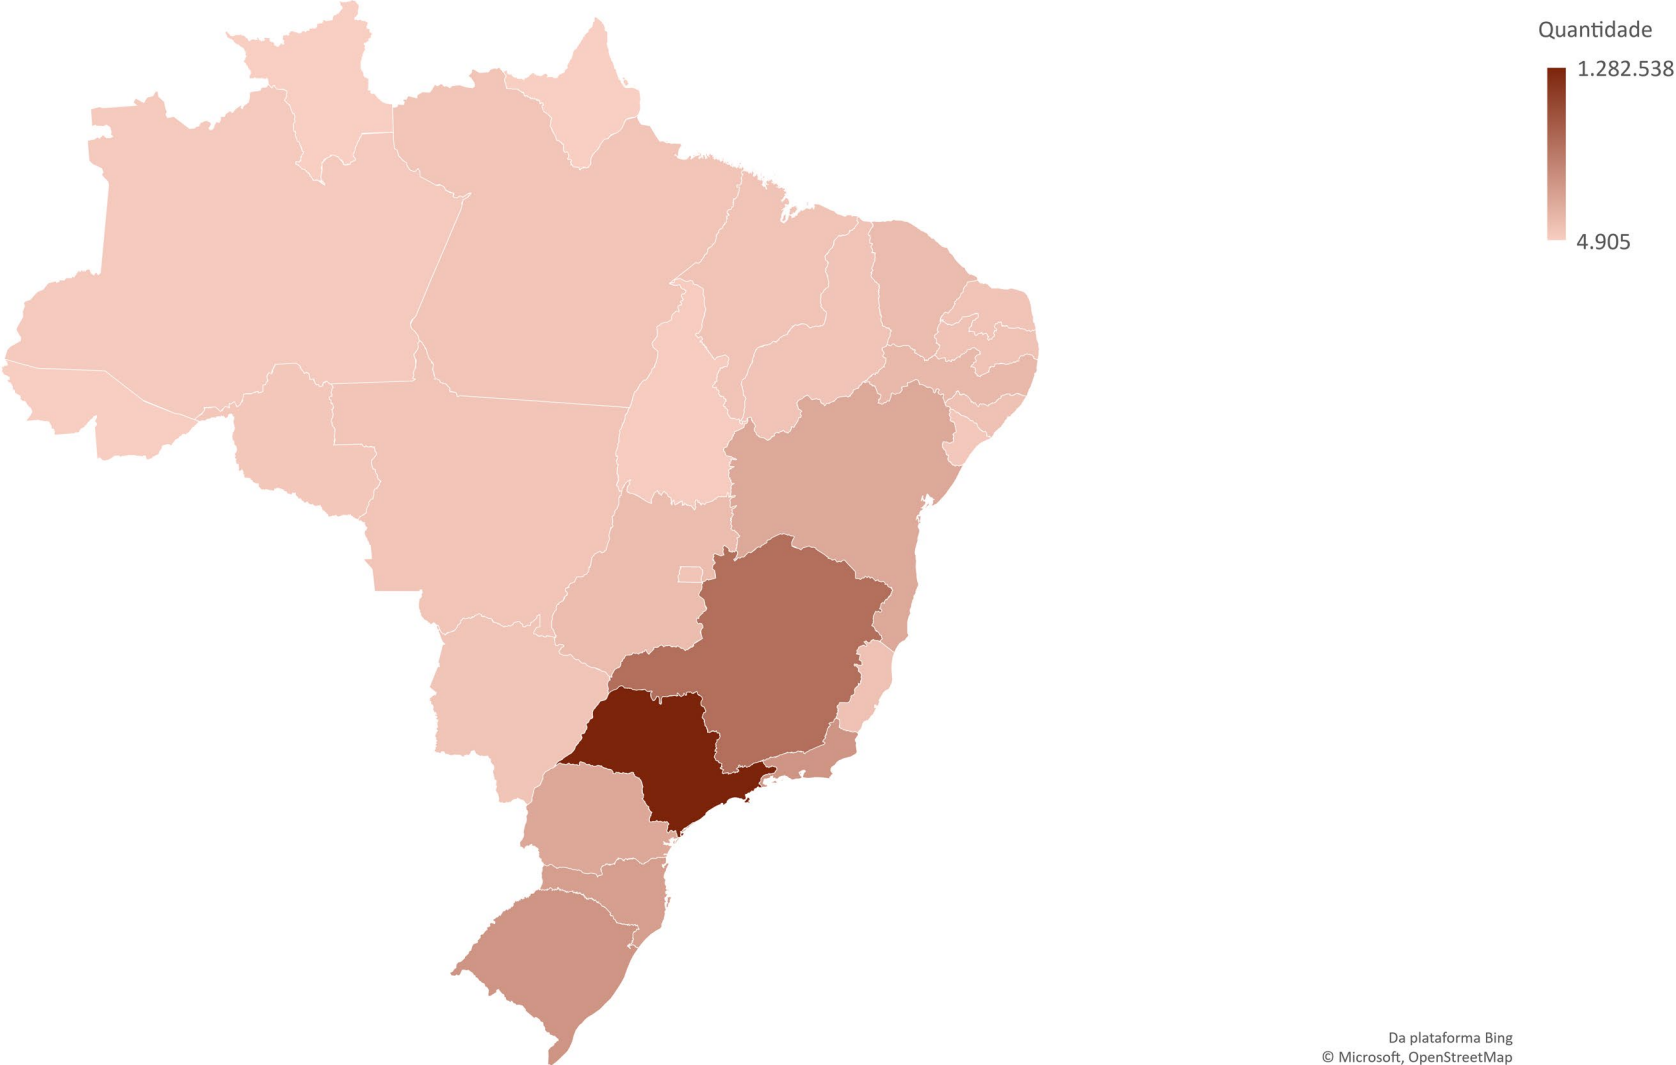 Quantidade
1.282.538
4.905
Da plataforma Bing
© Microsoft, OpenStreetMap